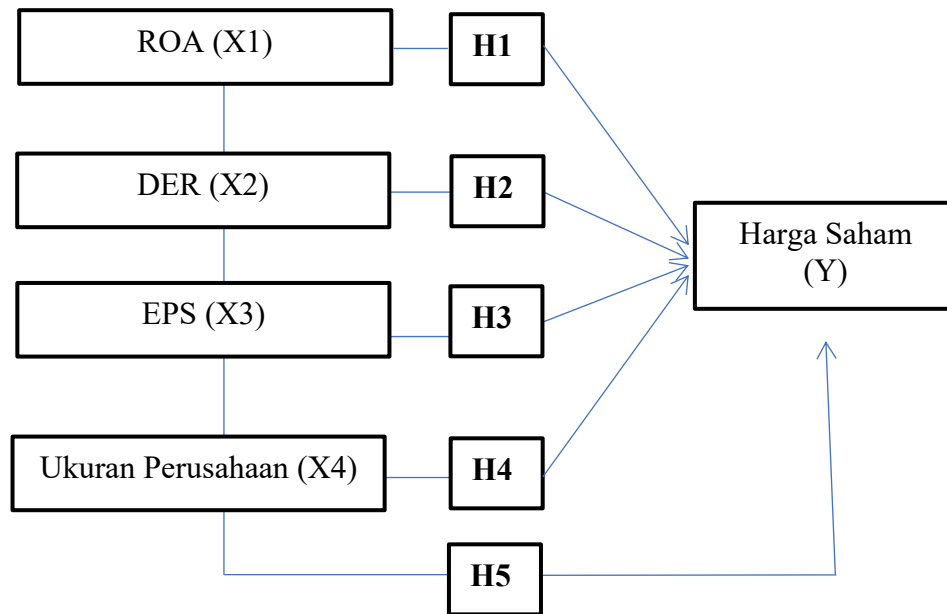 ROA (X1)
H1
DER (X2)
H2
Harga Saham
(Y)
EPS (X3)
H3
Ukuran Perusahaan (X4)
H4
H5